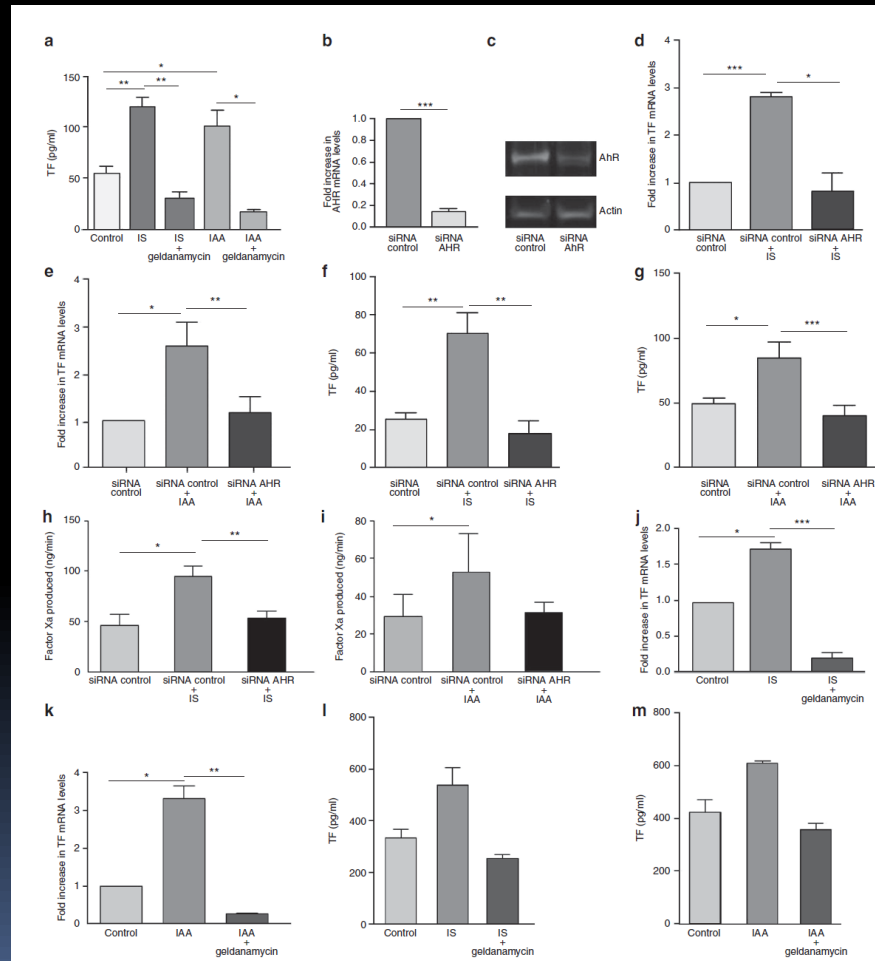 a
TF (pg/ml)
150
100
50
0
*
**
**
*
Control
IS
IS
+
geldanamycin
IAA
IAA
+
geldanamycin
b
Fold increase in
AHR mRNA levels
1.0
0.8
0.6
0.4
0.2
0.0
***
siRNA
control
siRNA
AHR
c
AhR
Actin
siRNA
control
siRNA
AhR
d
Fold increase in TF mRNA levels
4
3
2
1
0
***
*
siRNA
control
siRNA control
+
IS
siRNA AHR
+
IS
e
Fold increase in TF mRNA levels
4
3
2
1
0
*
**
siRNA
control
siRNA control
+
IAA
siRNA AHR
+
IAA
f
TF (pg/ml)
100
80
60
40
20
0
**
**
siRNA
control
siRNA control
+
IS
siRNA AHR
+
IS
g
TF (pg/ml)
150
100
50
0
*
***
siRNA
control
siRNA control
+
IAA
siRNA AHR
+
IAA
h
Factor Xa produced (ng/min)
150
100
50
0
*
**
siRNA control
siRNA control
+
IS
siRNA AHR
+
IS
i
Factor Xa produced (ng/min)
80
60
40
20
0
*
siRNA control
siRNA control
+
IAA
siRNA AHR
+
IAA
j
Fold increase in TF mRNA levels
2.0
1.5
1.0
0.5
0.0
*
***
Control
IS
IS
+
geldanamycin
k
Fold increase in TF mRNA levels
4
3
2
1
0
*
**
Control
IAA
IAA
+
geldanamycin
l
TF (pg/ml)
800
600
400
200
0
Control
IS
IS
+
geldanamycin
m
TF (pg/ml)
800
600
400
400
0
Control
IAA
IAA
+
geldanamycin